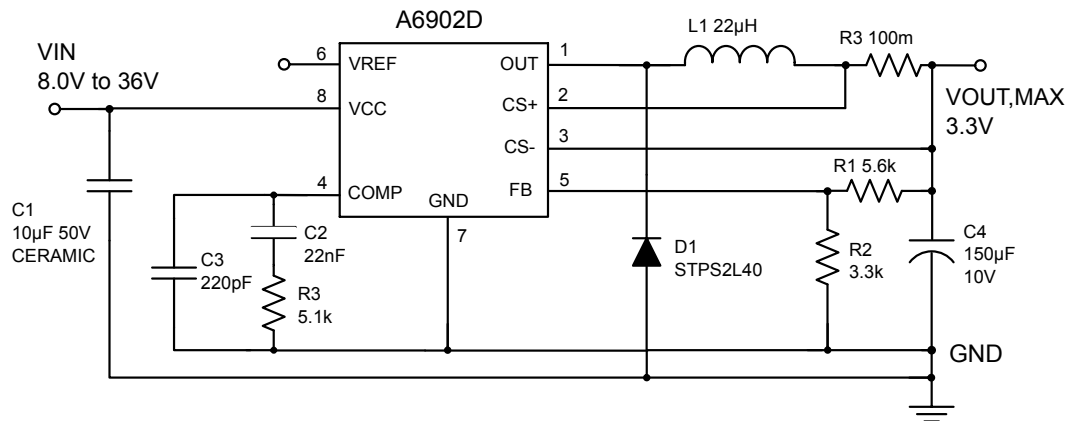 A6902D
VIN
8.0V to 36V
6
VREF
8
VCC
4
COMP
GND
7
OUT
1
CS+
2
CS-
3
FB
5
L1 22µH
R3 100m
VOUT,MAX
3.3V
R1 5.6k
C1
10µF 50V
CERAMIC
C3
220pF
C2
22nF
R3
5.1k
D1
STPS2L40
R2
3.3k
C4
150µF
10V
GND